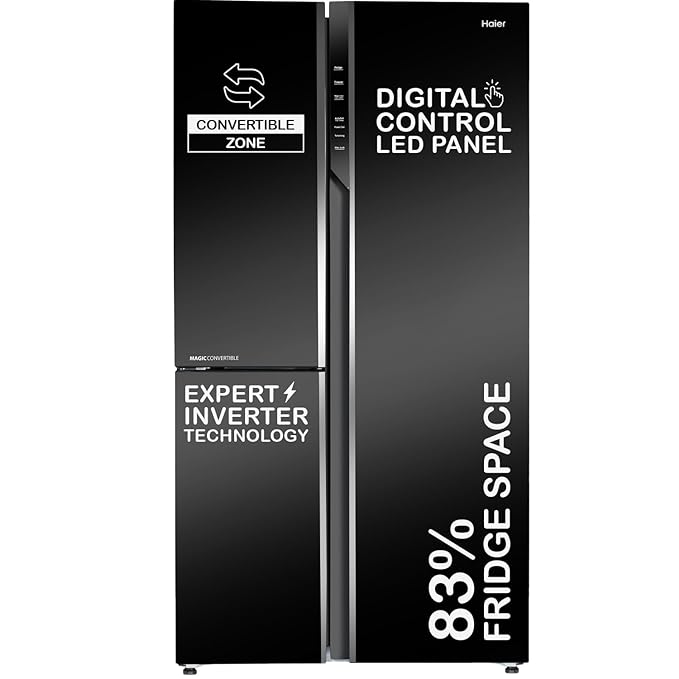 Haier
CONVERTIBLE
ZONE
DIGITAL
CONTROL
LED PANEL
MAGIC CONVERTIBLE
EXPERT
INVERTER
TECHNOLOGY
83%
FRIDGE SPACE